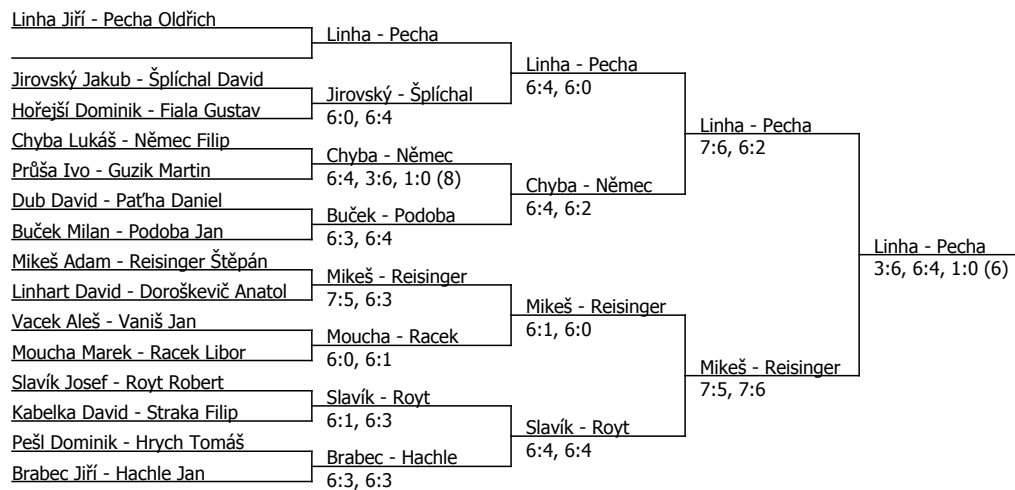 Linha Jiří - Pecha Oldřich
Jirovský Jakub - Šplíchal David
Hořejší Dominik - Fiala Gustav
Chyba Lukáš - Němec Filip
Průša Ivo - Guzik Martin
Dub David - Paťha Daniel
Buček Milan - Podoba Jan
Mikeš Adam - Reisinger Štěpán
Linhart David - Doroškevič Anatol
Vacek Aleš - Vaniš Jan
Moucha Marek - Racek Libor
Slavík Josef - Royt Robert
Kabelka David - Straka Filip
Pešl Dominik - Hrych Tomáš
Brabec Jiří - Hachle Jan
Linha - Pecha
Jirovský - Šplíchal
6:0, 6:4
Chyba - Němec
6:4, 3:6, 1:0 (8)
Buček - Podoba
6:3, 6:4
Mikeš - Reisinger
7:5, 6:3
Moucha - Racek
6:0, 6:1
Slavík - Royt
6:1, 6:3
Brabec - Hachle
6:3, 6:3
Linha - Pecha
6:4, 6:0
Chyba - Němec
6:4, 6:2
Mikeš - Reisinger
6:1, 6:0
Slavík - Royt
6:4, 6:4
Linha - Pecha
7:6, 6:2
Mikeš - Reisinger
7:5, 7:6
Linha - Pecha
3:6, 6:4, 1:0 (6)